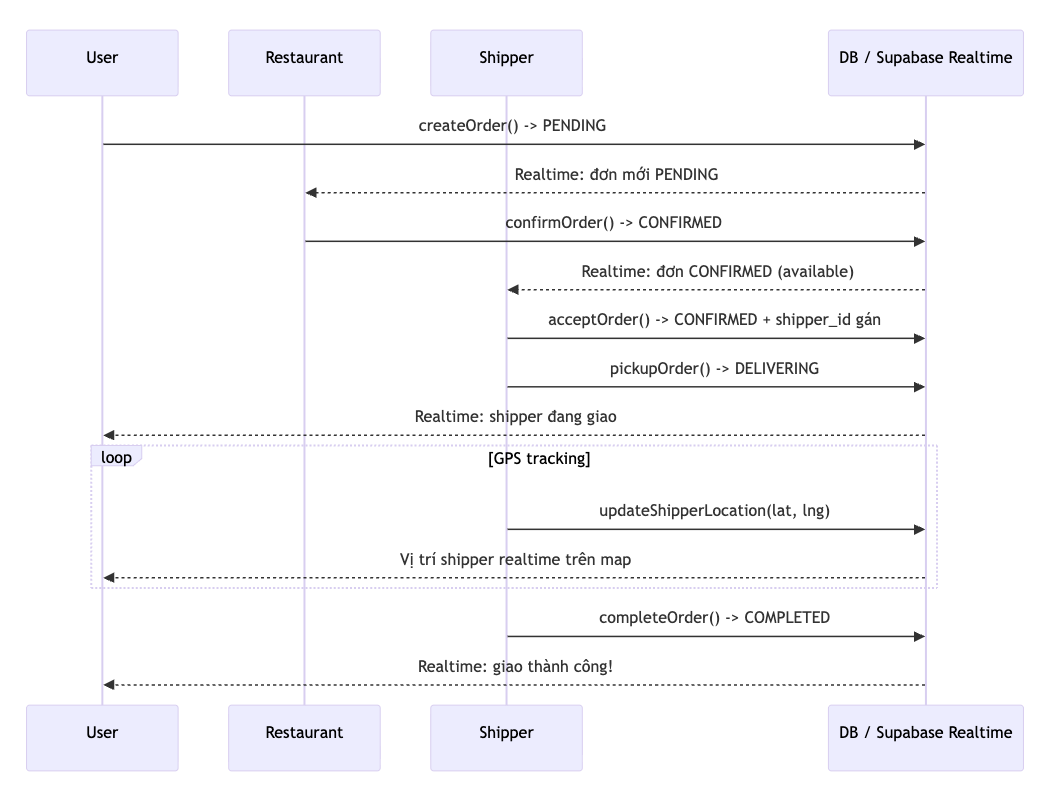 User
Restaurant
Shipper
DB / Supabase Realtime
createOrder() -> PENDING
Realtime: đơn mới PENDING
confirmOrder() -> CONFIRMED
Realtime: đơn CONFIRMED (available)
acceptOrder() -> CONFIRMED + shipper_id gán
pickupOrder() -> DELIVERING
Realtime: shipper đang giao
loop
[GPS tracking]
updateShipperLocation(lat, lng)
Vị trí shipper realtime trên map
completeOrder() -> COMPLETED
Realtime: giao thành công!
User
Restaurant
Shipper
DB / Supabase Realtime